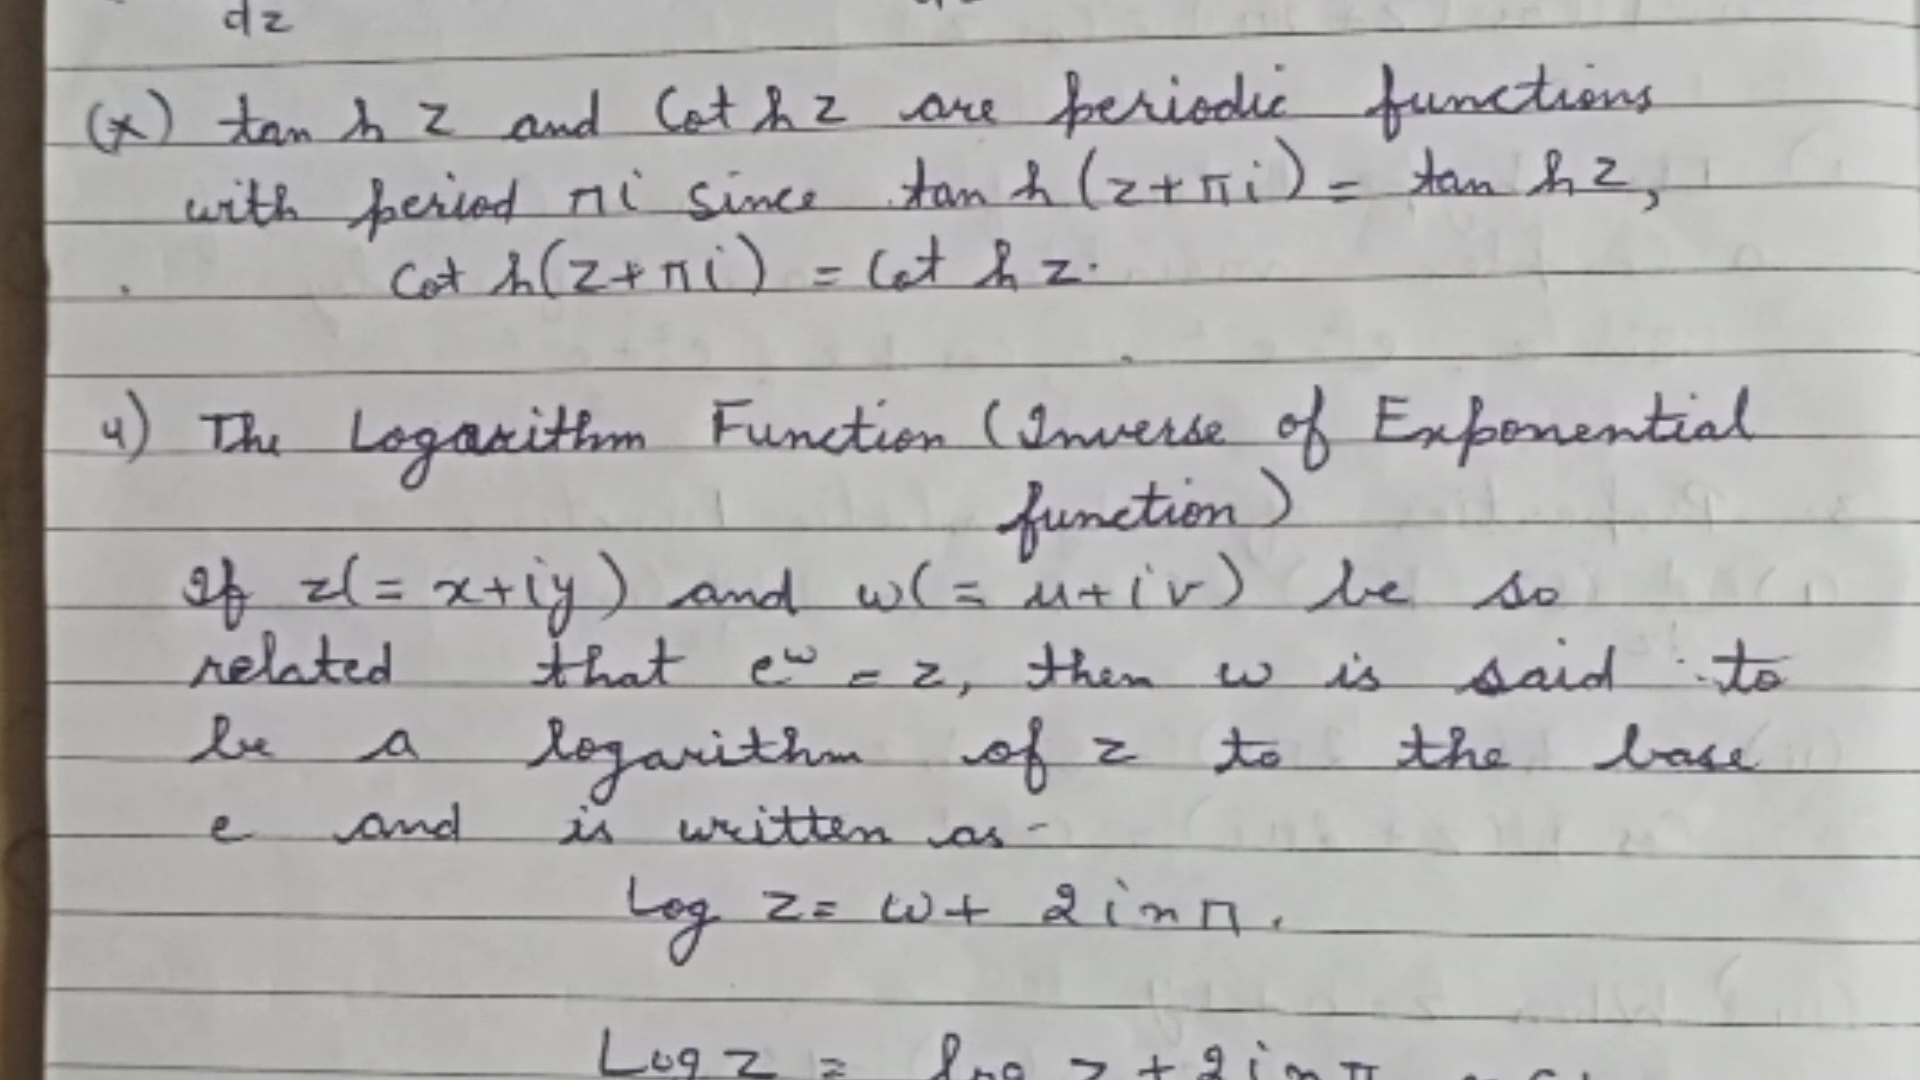 dz
(x) tan h z and Cot h z are periodic functions
with period πi since tan h (z+πi) = tan h z,
Cot h(z+πi) = Cot h z.
4) The Logarithm Function (Inverse of Exponential
function)
If z(= x+iy) and w(= u+iv) be so
related that e^w = z, then w is said to
be a logarithm of z to the base
e and is written as-
Log z = w + 2inπ.
Log z = log z + 2inπ